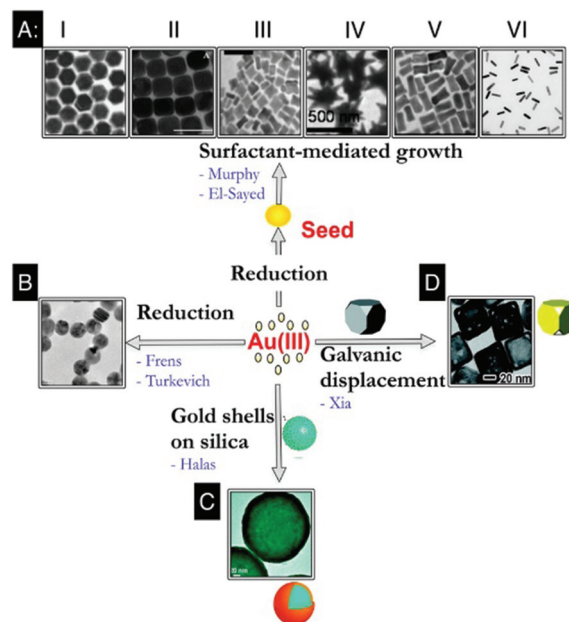 A: I II III IV V VI
A
500 nm
Surfactant-mediated growth
- Murphy
- El-Sayed
Seed
Reduction
B
D
Reduction
Au(III)
- Frens
- Turkevich
Galvanic
displacement
- Xia
20 nm
Gold shells
on silica
- Halas
C